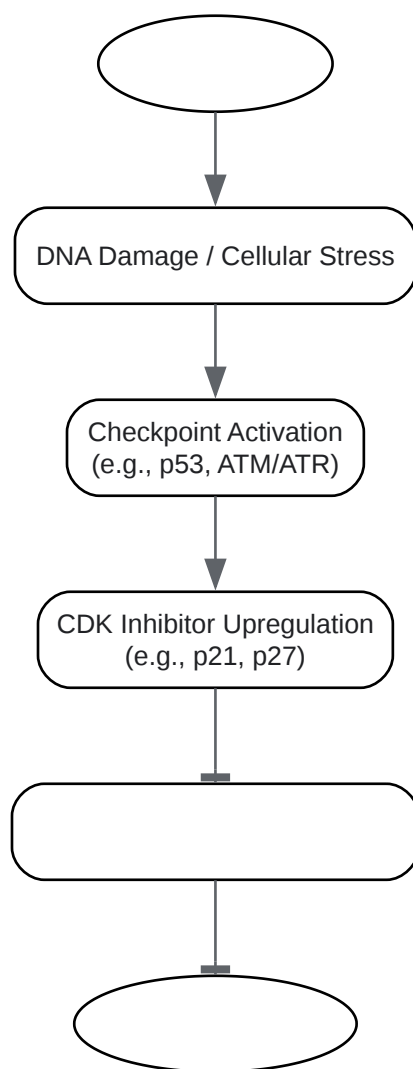 DNA Damage / Cellular Stress
Checkpoint Activation
(e.g., p53, ATM/ATR)
CDK Inhibitor Upregulation
(e.g., p21, p27)